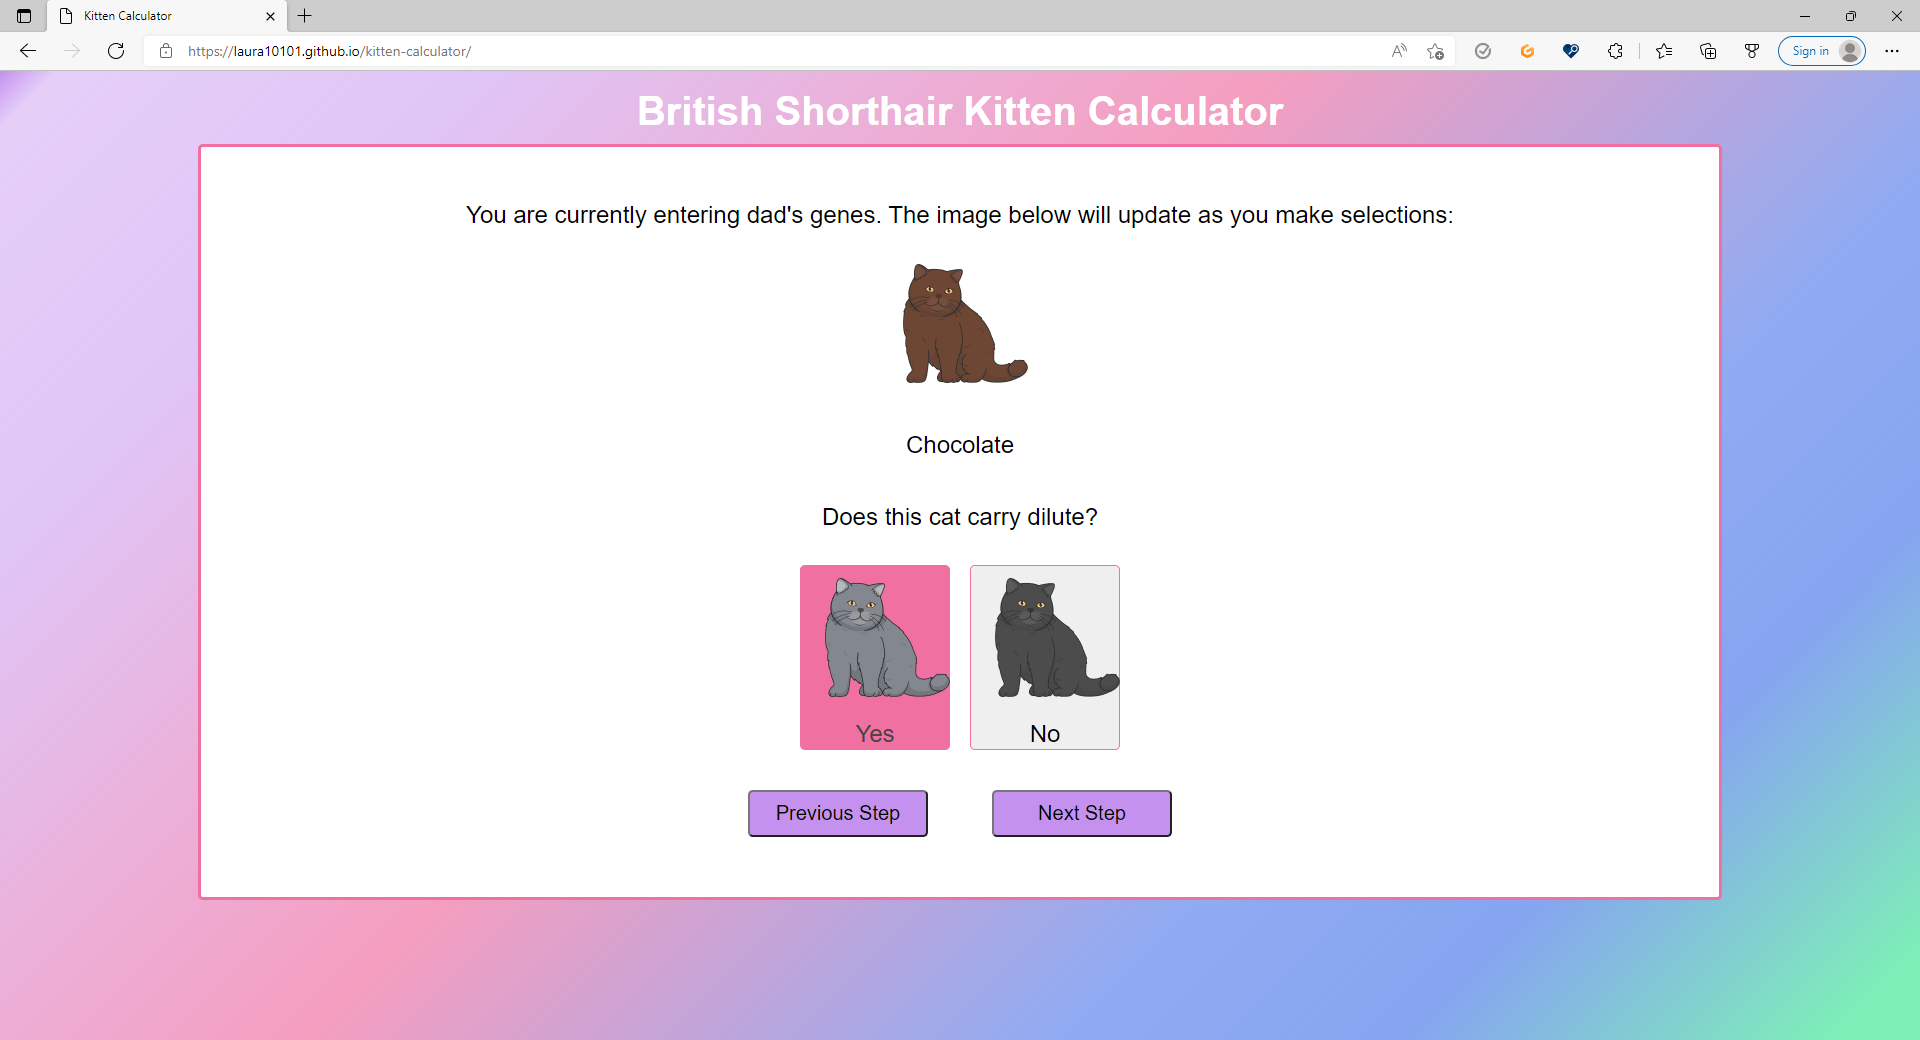 Kitten Calculator
https://laura10101.github.io/kitten-calculator/
Sign in
British Shorthair Kitten Calculator
You are currently entering dad's genes. The image below will update as you make selections:
Chocolate
Does this cat carry dilute?
Yes
No
Previous Step
Next Step